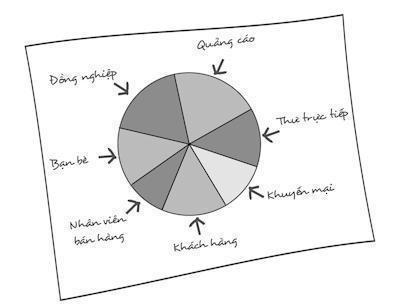 Quảng cáo
Đồng nghiệp
Thư trực tiếp
Bạn bè
Khuyến mại
Nhân viên
bán hàng
Khách hàng